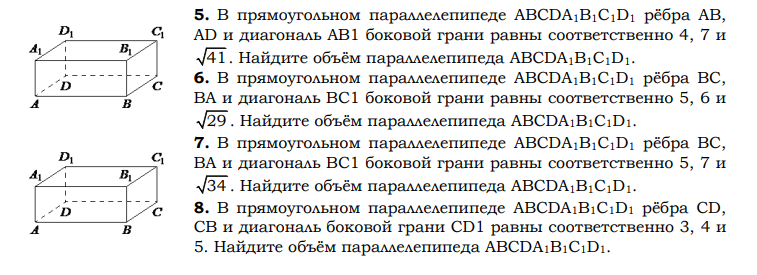 5. В прямоугольном параллелепипеде ABCDA₁B₁C₁D₁ рёбра AB,
AD и диагональ AB1 боковой грани равны соответственно 4, 7 и
√41. Найдите объём параллелепипеда ABCDA₁B₁C₁D₁.
6. В прямоугольном параллелепипеде ABCDA₁B₁C₁D₁ рёбра BC,
BA и диагональ BC1 боковой грани равны соответственно 5, 6 и
√29. Найдите объём параллелепипеда ABCDA₁B₁C₁D₁.
7. В прямоугольном параллелепипеде ABCDA₁B₁C₁D₁ рёбра BC,
BA и диагональ BC1 боковой грани равны соответственно 5, 7 и
√34. Найдите объём параллелепипеда ABCDA₁B₁C₁D₁.
8. В прямоугольном параллелепипеде ABCDA₁B₁C₁D₁ рёбра CD,
CB и диагональ боковой грани CD1 равны соответственно 3, 4 и
5. Найдите объём параллелепипеда ABCDA₁B₁C₁D₁.
D₁ C₁
A₁ B₁
D C
A B
D₁ C₁
A₁ B₁
D C
A B